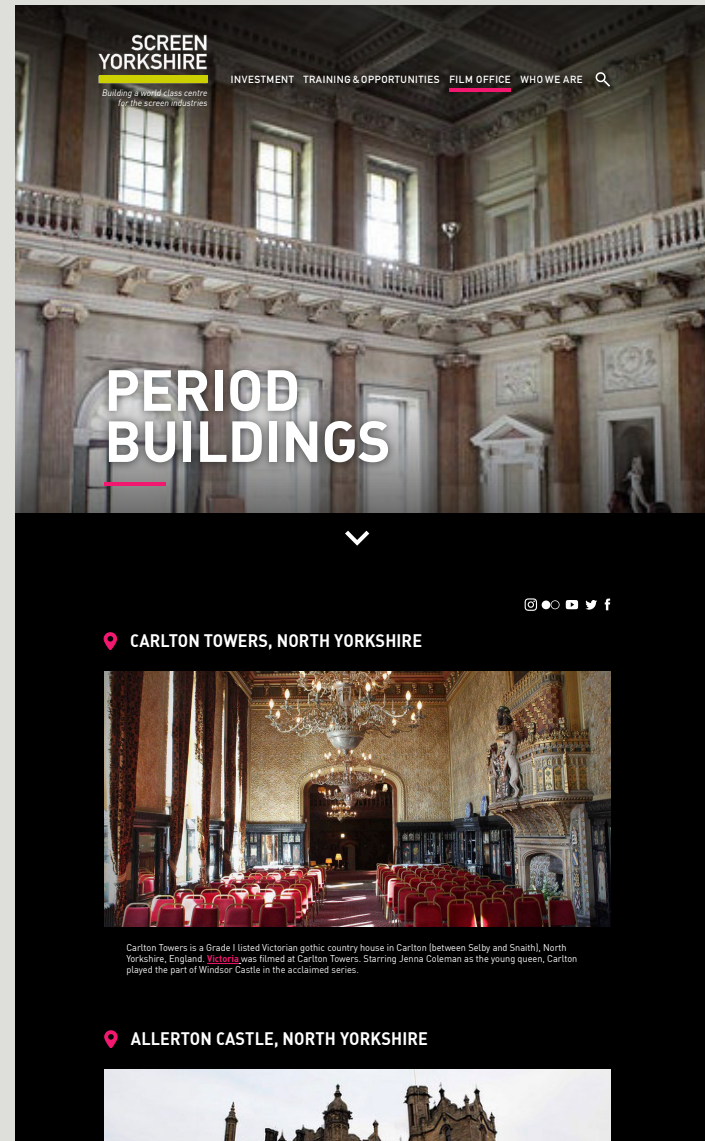 SCREEN
YORKSHIRE
Building a world class centre
for the screen industries
INVESTMENT TRAINING & OPPORTUNITIES FILM OFFICE WHO WE ARE
PERIOD
BUILDINGS
CARLTON TOWERS, NORTH YORKSHIRE
Carlton Towers is a Grade I listed Victorian gothic country house in Carlton (between Selby and Snaith), North
Yorkshire, England. Victoria was filmed at Carlton Towers. Starring Jenna Coleman as the young queen, Carlton
played the part of Windsor Castle in the acclaimed series.
ALLERTON CASTLE, NORTH YORKSHIRE